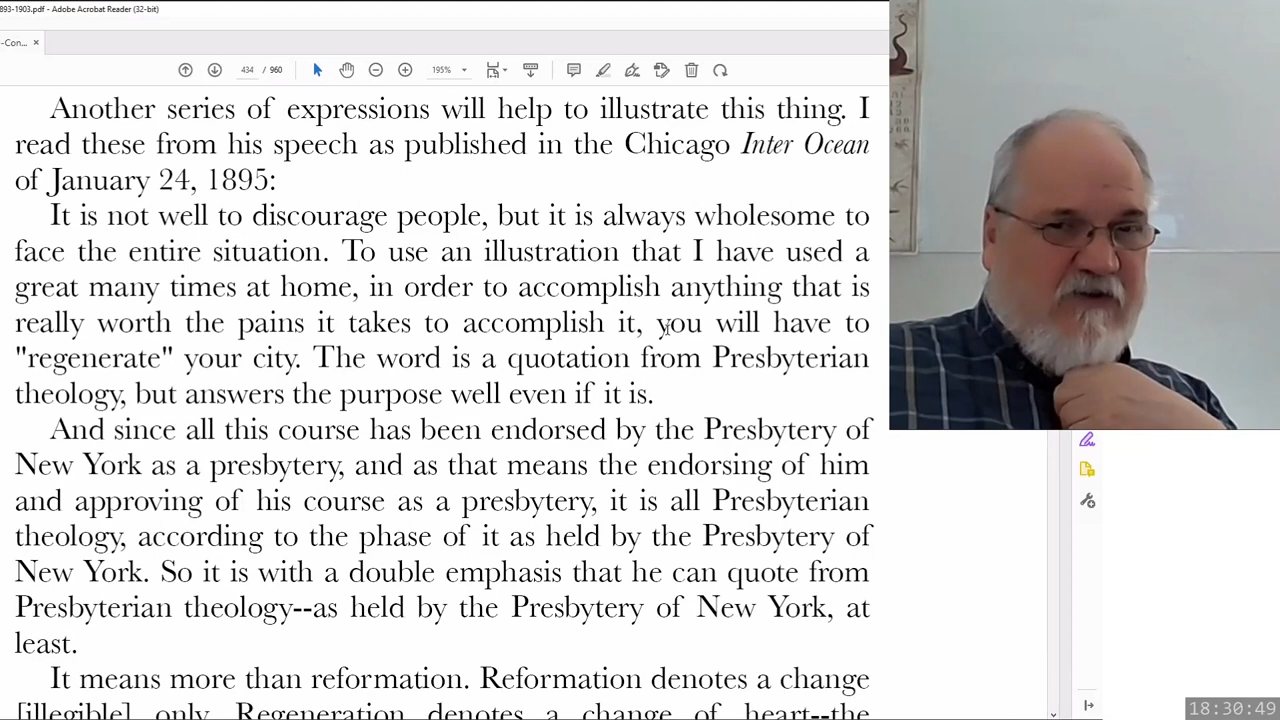 893-1903.pdf - Adobe Acrobat Reader (32-bit)
-Con... ×
434 / 960
195%
Another series of expressions will help to illustrate this thing. I
read these from his speech as published in the Chicago Inter Ocean
of January 24, 1895:
It is not well to discourage people, but it is always wholesome to
face the entire situation. To use an illustration that I have used a
great many times at home, in order to accomplish anything that is
really worth the pains it takes to accomplish it, you will have to
"regenerate" your city. The word is a quotation from Presbyterian
theology, but answers the purpose well even if it is.
And since all this course has been endorsed by the Presbytery of
New York as a presbytery, and as that means the endorsing of him
and approving of his course as a presbytery, it is all Presbyterian
theology, according to the phase of it as held by the Presbytery of
New York. So it is with a double emphasis that he can quote from
Presbyterian theology--as held by the Presbytery of New York, at
least.
It means more than reformation. Reformation denotes a change
[illegible] only. Regeneration denotes a change of heart--the
18:30:49